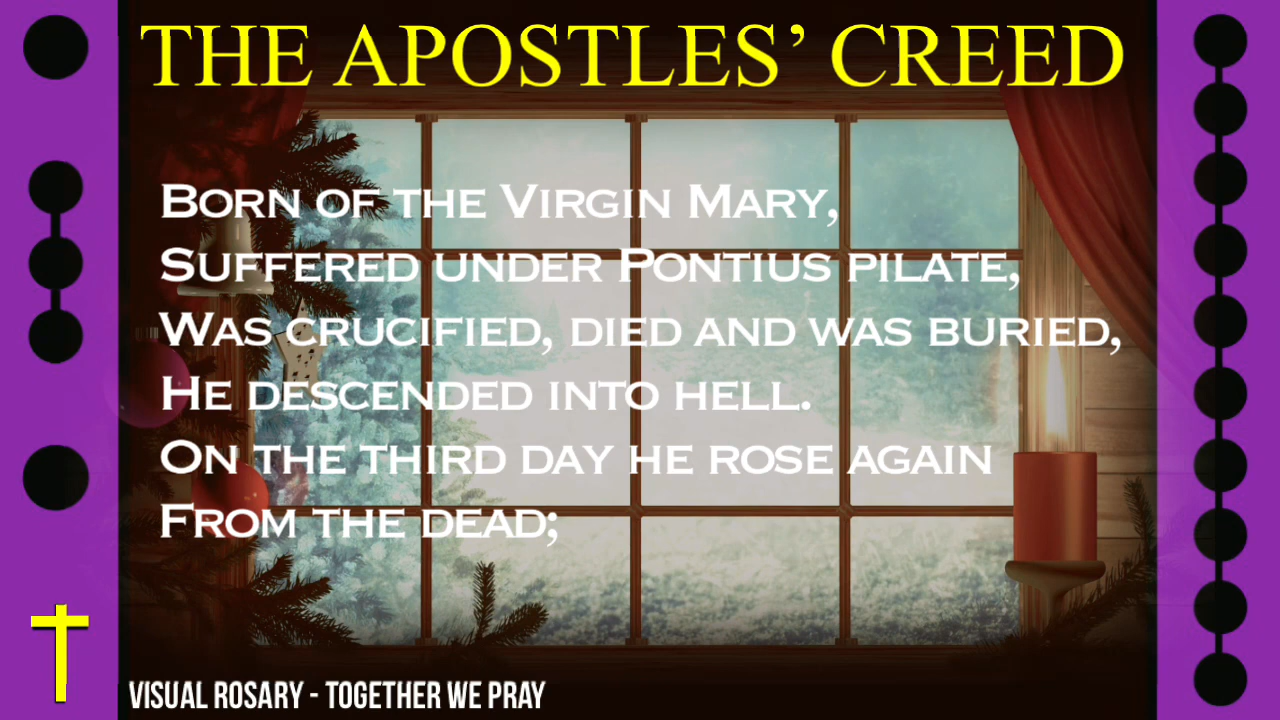 THE APOSTLES’ CREED
BORN OF THE VIRGIN MARY,
SUFFERED UNDER PONTIUS PILATE,
WAS CRUCIFIED, DIED AND WAS BURIED,
HE DESCENDED INTO HELL.
ON THE THIRD DAY HE ROSE AGAIN
FROM THE DEAD;
VISUAL ROSARY - TOGETHER WE PRAY